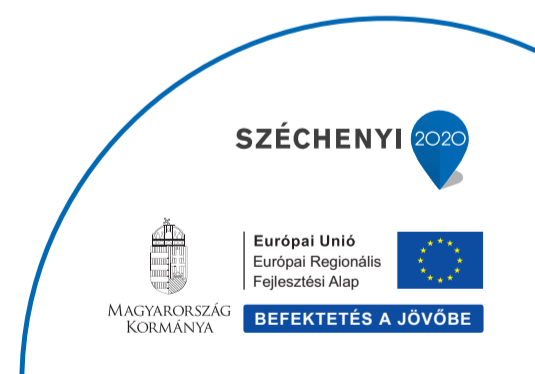 SZÉCHENYI 2020
Európai Unió
Európai Regionális
Fejlesztési Alap
MAGYARORSZÁG
KORMÁNYA
BEFEKTETÉS A JÖVŐBE